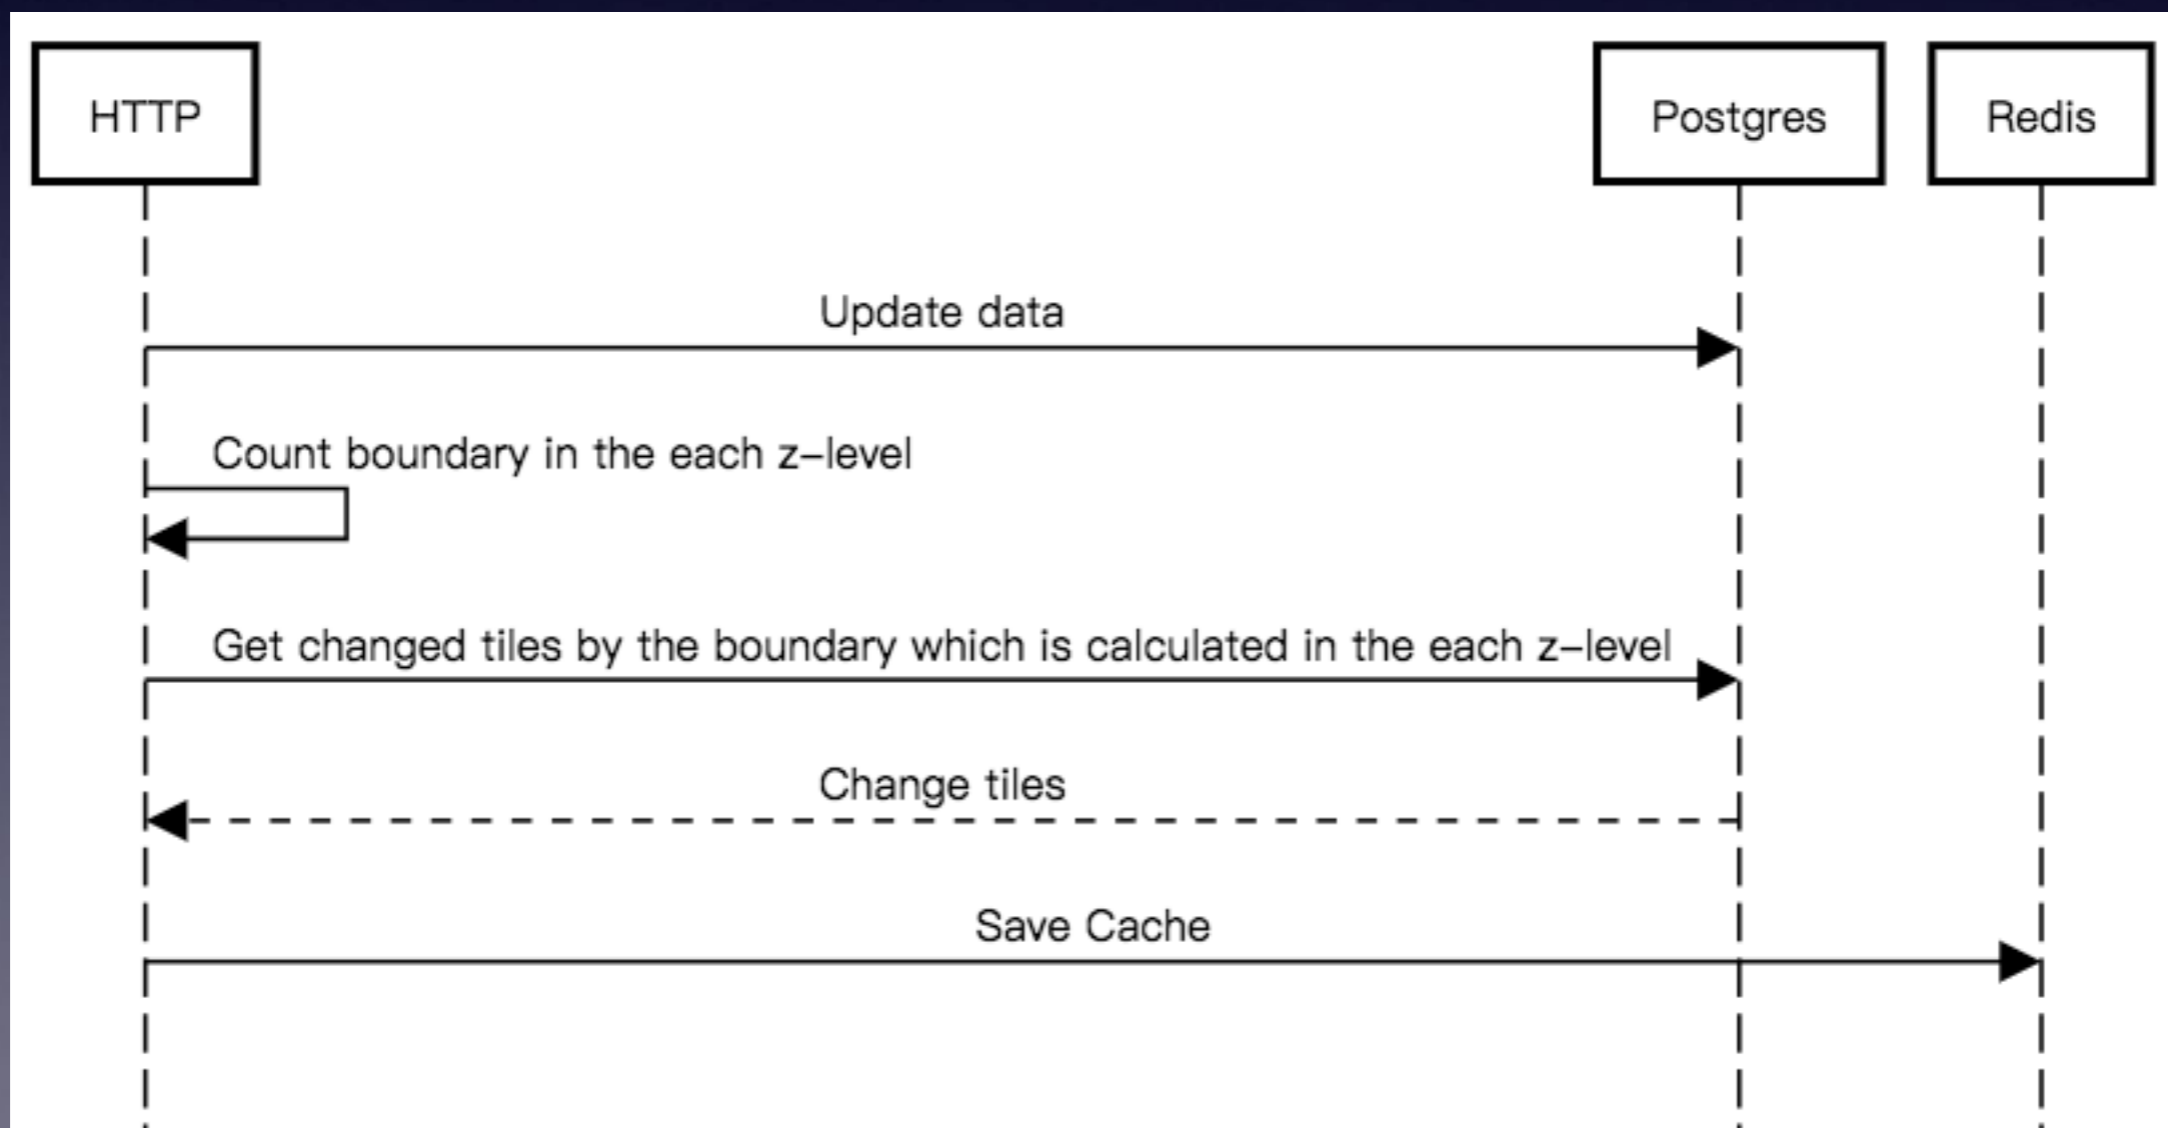 HTTP
Postgres
Redis
Update data
Count boundary in the each z–level
Get changed tiles by the boundary which is calculated in the each z–level
Change tiles
Save Cache